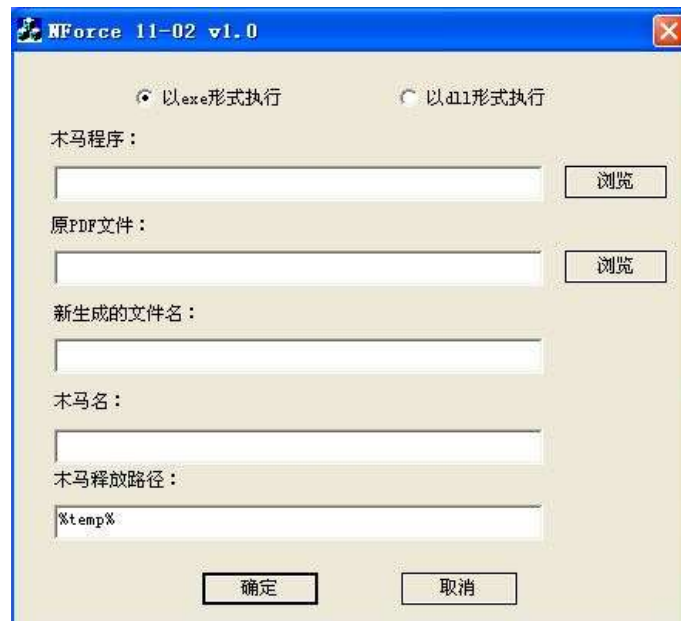 NForce 11-02 v1.0
以exe形式执行 以dll形式执行
木马程序：
浏览
原PDF文件：
浏览
新生成的文件名：
木马名：
木马释放路径：
%temp%
确定 取消